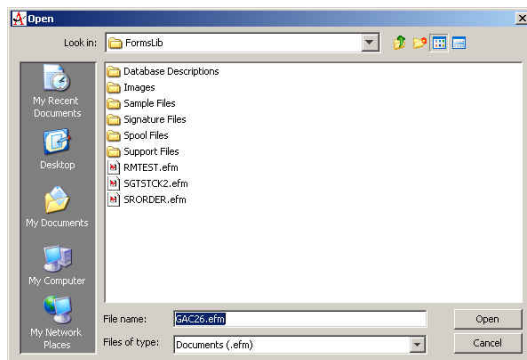 Open
Look in:
FormsLib
My Recent
Documents
Desktop
My Documents
My Computer
My Network
Places
Database Descriptions
Images
Sample Files
Signature Files
Spool Files
Support Files
RMTEST.efm
SGTSTCK2.efm
SRORDER.efm
File name:
GAC26.efm
Open
Files of type:
Documents (.efm)
Cancel